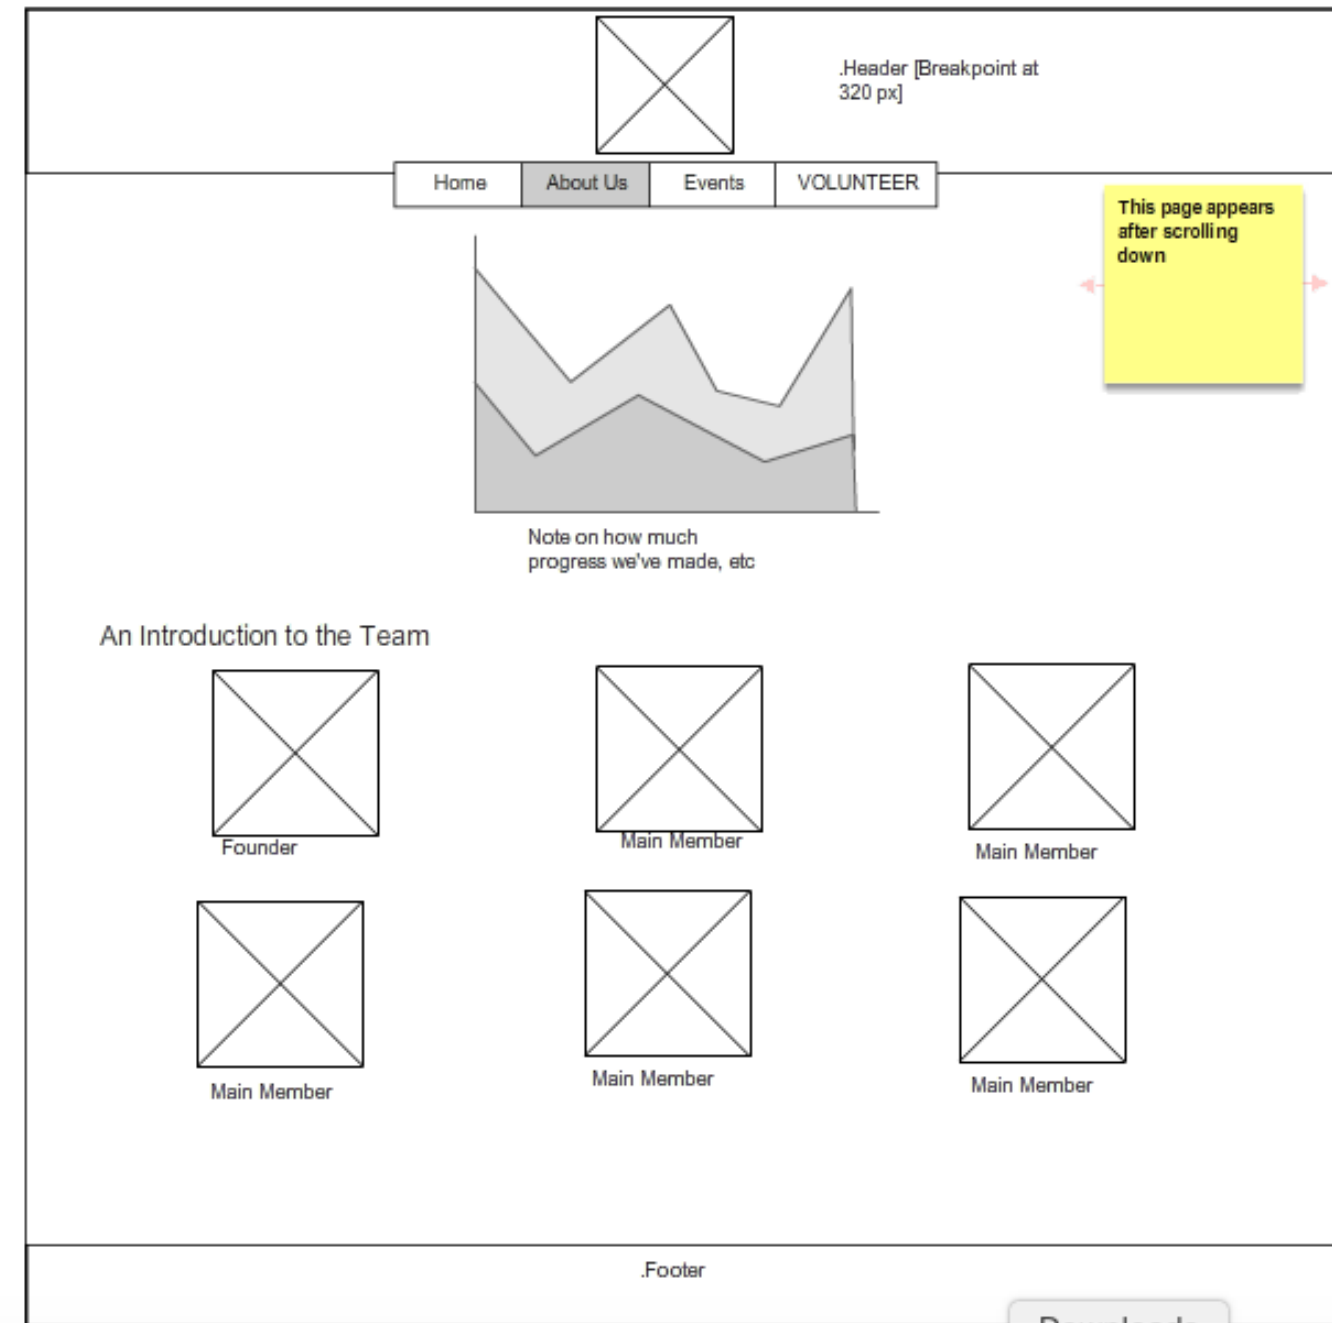 .Header [Breakpoint at
320 px]
Home
About Us
Events
VOLUNTEER
This page appears
after scrolling
down
Note on how much
progress we've made, etc
An Introduction to the Team
Founder
Main Member
Main Member
Main Member
Main Member
Main Member
.Footer
Downloads